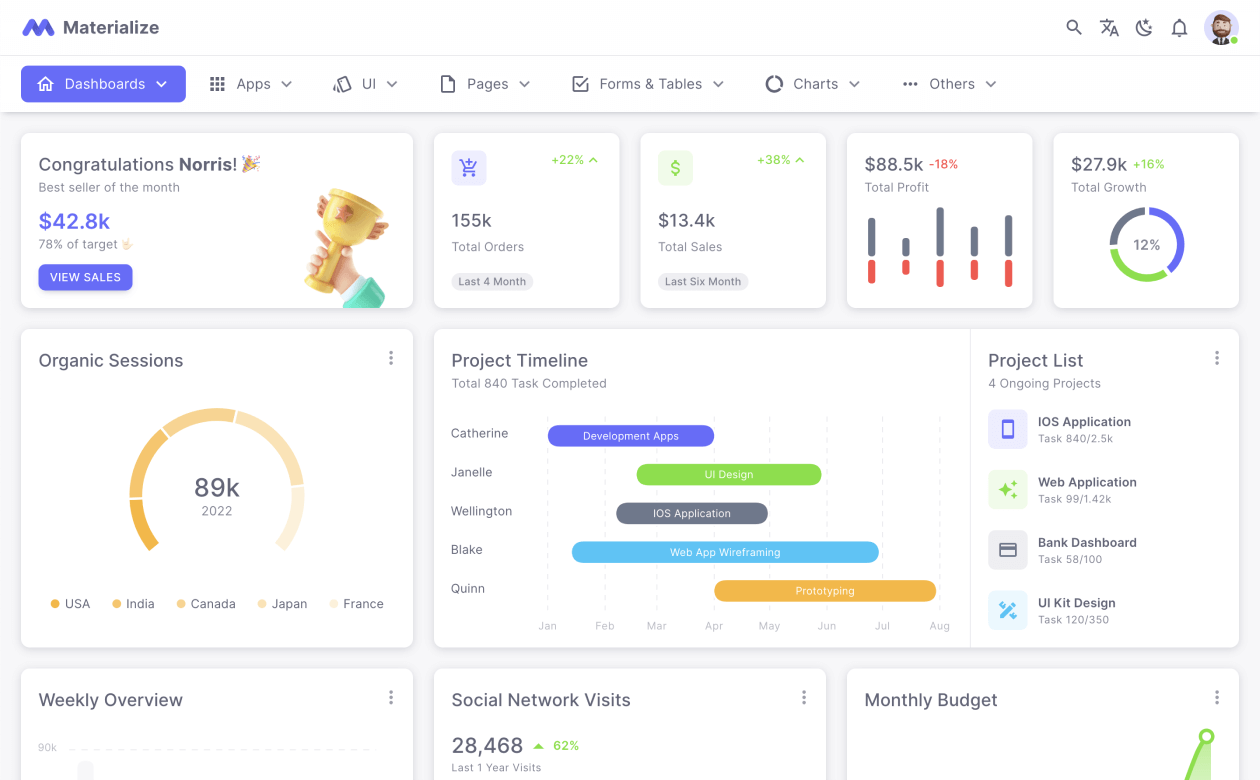 Materialize
Dashboards
Apps
UI
Pages
Forms & Tables
Charts
Others
Congratulations Norris! 🎉
Best seller of the month
$42.8k
78% of target 🤟🏻
VIEW SALES
+22%
155k
Total Orders
Last 4 Month
$
+38%
$13.4k
Total Sales
Last Six Month
$88.5k -18%
Total Profit
$27.9k +16%
Total Growth
12%
Organic Sessions
89k
2022
USA
India
Canada
Japan
France
Project Timeline
Total 840 Task Completed
Catherine
Development Apps
Janelle
UI Design
Wellington
IOS Application
Blake
Web App Wireframing
Quinn
Prototyping
Jan Feb Mar Apr May Jun Jul Aug
Project List
4 Ongoing Projects
IOS Application
Task 840/2.5k
Web Application
Task 99/1.42k
Bank Dashboard
Task 58/100
UI Kit Design
Task 120/350
Weekly Overview
90k
Social Network Visits
28,468 62%
Last 1 Year Visits
Monthly Budget